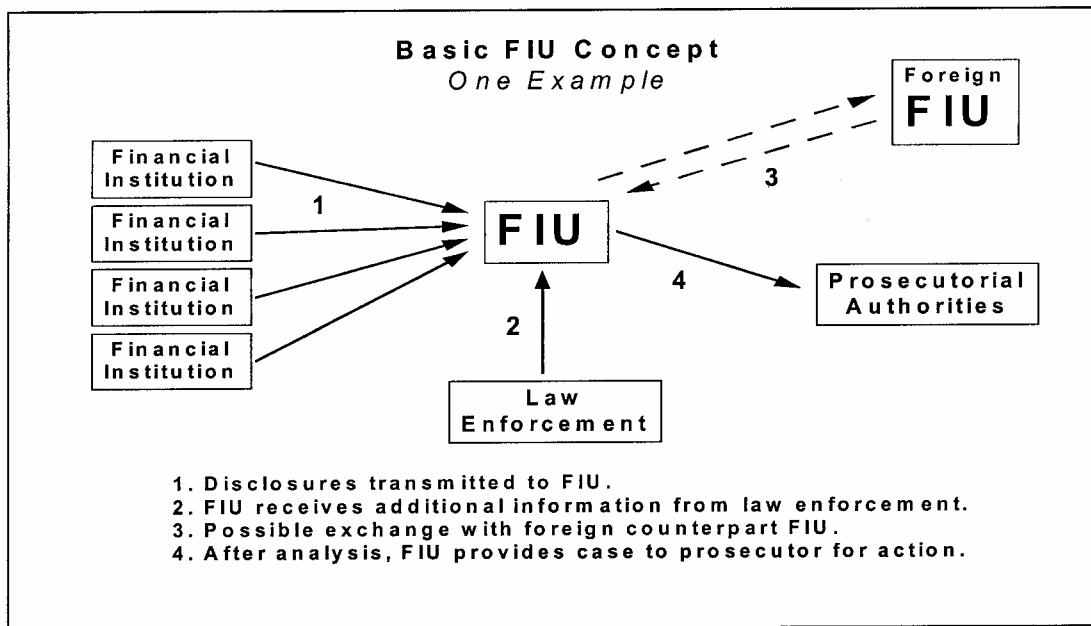 Basic FIU Concept
One Example
Foreign
FIU
Financial
Institution
Financial
Institution
Financial
Institution
Financial
Institution
1
FIU
3
4
2
Prosecutorial
Authorities
Law
Enforcement
1. Disclosures transmitted to FIU.
2. FIU receives additional information from law enforcement.
3. Possible exchange with foreign counterpart FIU.
4. After analysis, FIU provides case to prosecutor for action.